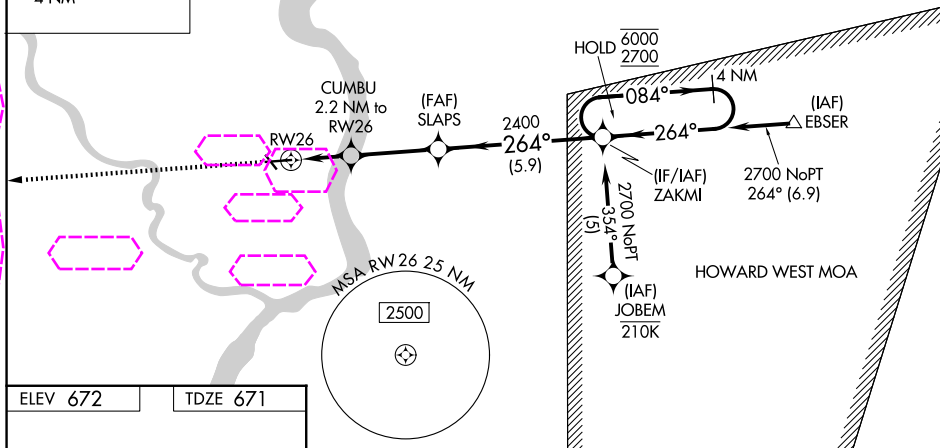 4 NM
HOLD
6000
2700
4 NM
084°
(IAF)
EBSER
CUMBU
2.2 NM to
RW26
(FAF)
SLAPS
2400
264°
(5.9)
264°
RW26
(IF/IAF)
ZAKMI
2700 NoPT
264° (6.9)
2700 NoPT
354°
(5)
HOWARD WEST MOA
(IAF)
JOBEM
210K
MSA RW 26 25 NM
2500
ELEV 672
TDZE 671